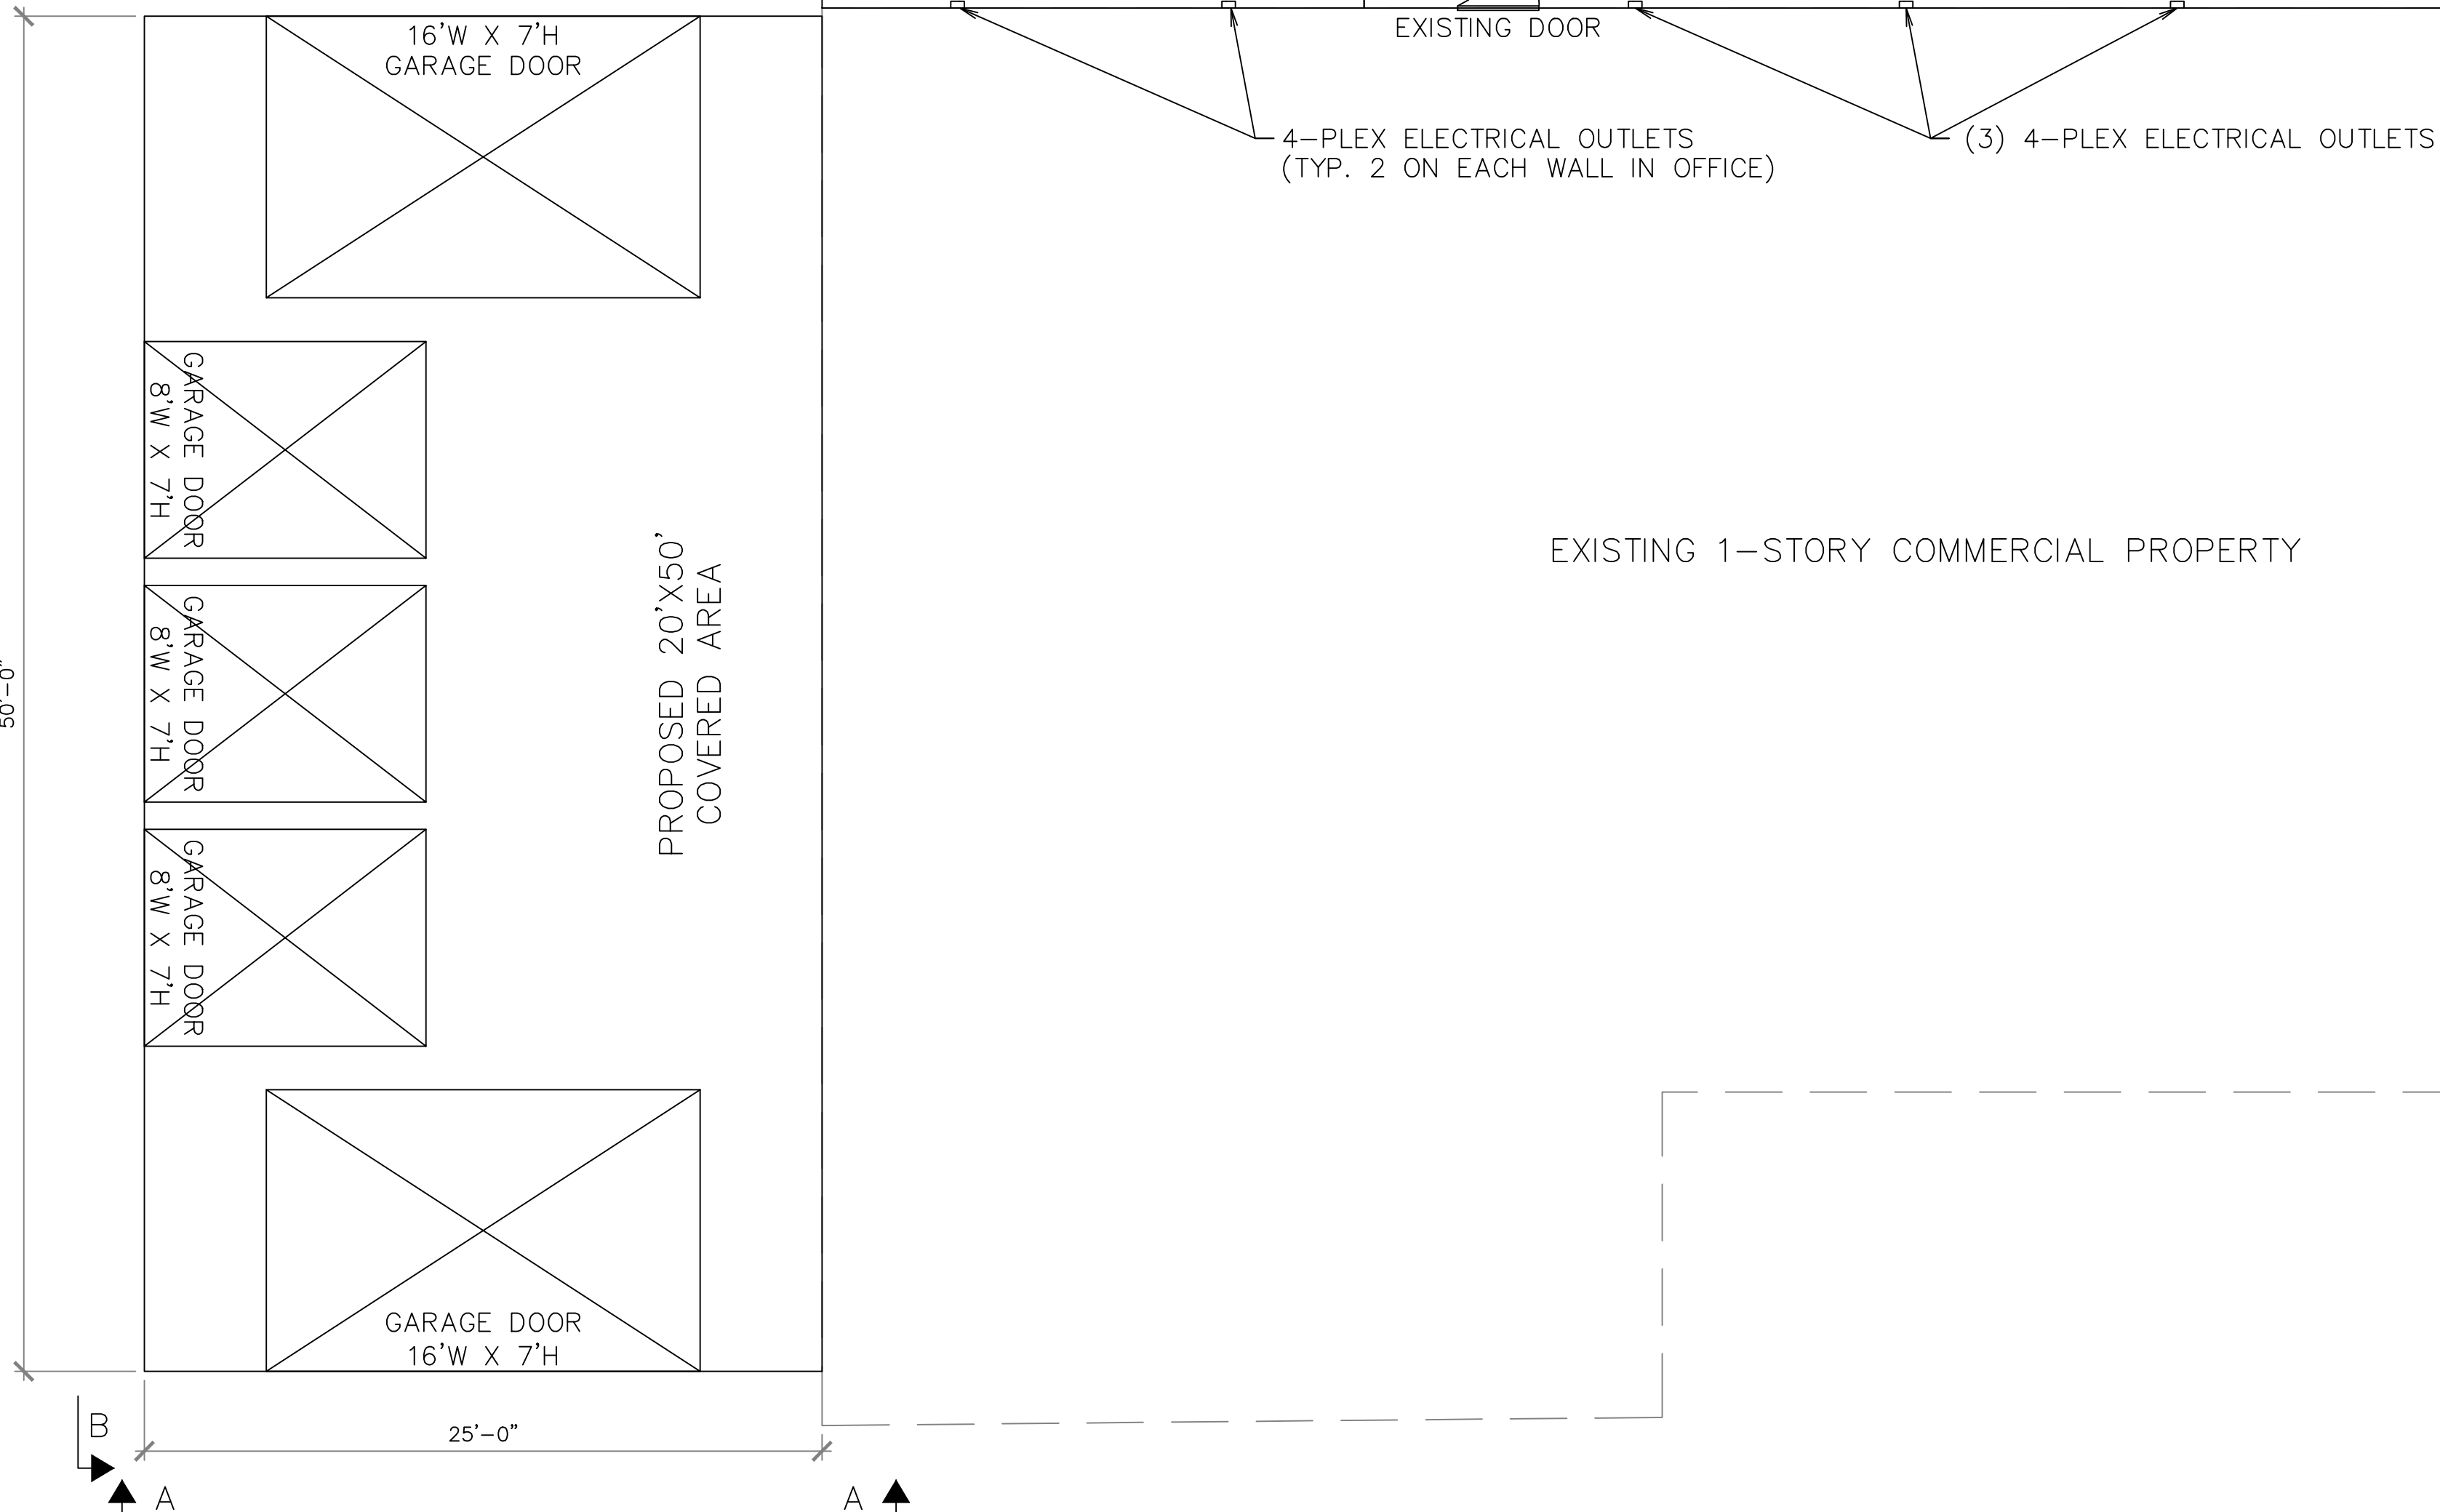 16'W X 7'H
GARAGE DOOR
EXISTING DOOR
4-PLEX ELECTRICAL OUTLETS
(TYP. 2 ON EACH WALL IN OFFICE)
(3) 4-PLEX ELECTRICAL OUTLETS
GARAGE DOOR
8'W X 7'H
GARAGE DOOR
8'W X 7'H
GARAGE DOOR
8'W X 7'H
PROPOSED 20'X50'
COVERED AREA
EXISTING 1-STORY COMMERCIAL PROPERTY
50'-0"
GARAGE DOOR
16'W X 7'H
25'-0"
B
A
A